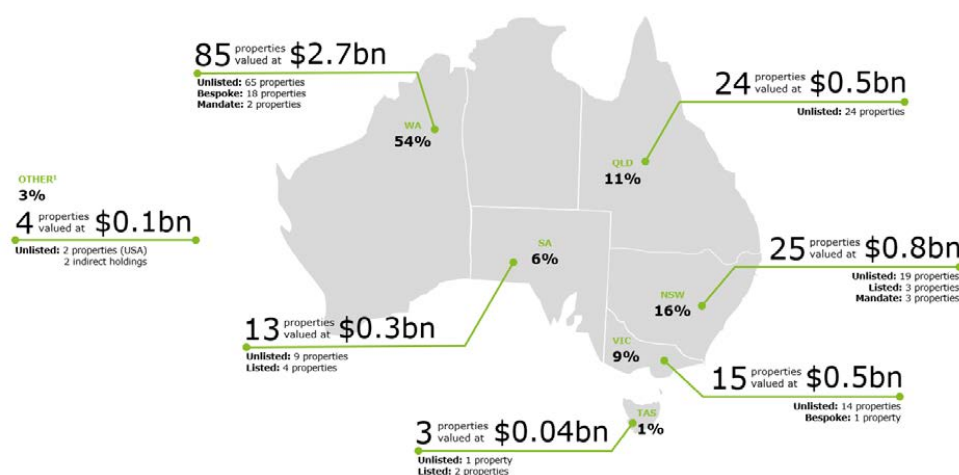 85 properties valued at $2.7bn
Unlisted: 65 properties
Bespoke: 18 properties
Mandate: 2 properties
WA
54%
24 properties valued at $0.5bn
Unlisted: 24 properties
QLD
11%
OTHER¹
3%
4 properties valued at $0.1bn
Unlisted: 2 properties (USA)
2 indirect holdings
SA
6%
25 properties valued at $0.8bn
Unlisted: 19 properties
Listed: 3 properties
Mandate: 3 properties
NSW
16%
13 properties valued at $0.3bn
Unlisted: 9 properties
Listed: 4 properties
VIC
9%
15 properties valued at $0.5bn
Unlisted: 14 properties
Bespoke: 1 property
TAS
1%
3 properties valued at $0.04bn
Unlisted: 1 property
Listed: 2 properties